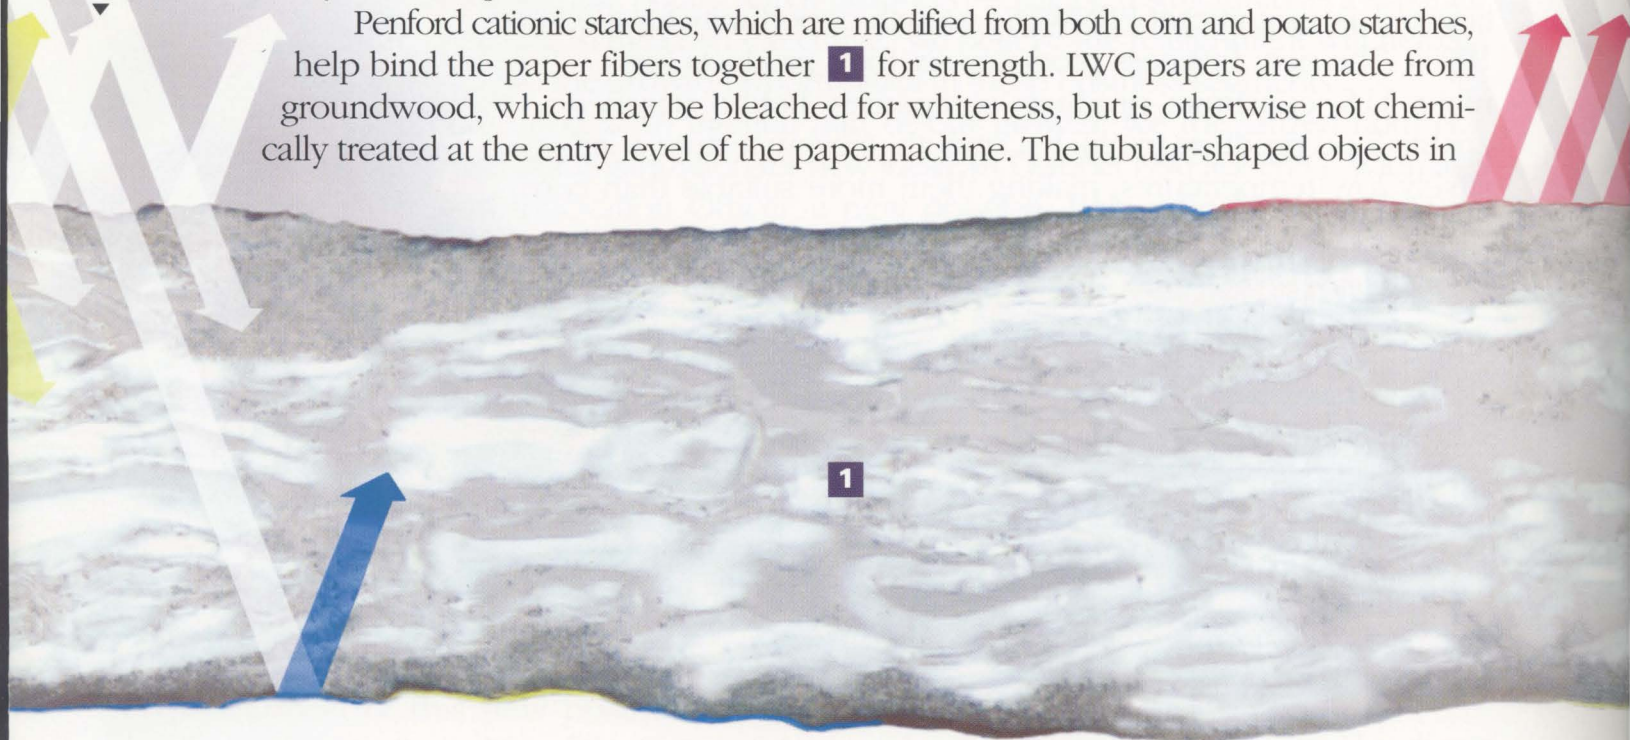 Penford cationic starches, which are modified from both corn and potato starches,
help bind the paper fibers together 1 for strength. LWC papers are made from
groundwood, which may be bleached for whiteness, but is otherwise not chemi-
cally treated at the entry level of the papermachine. The tubular-shaped objects in
1